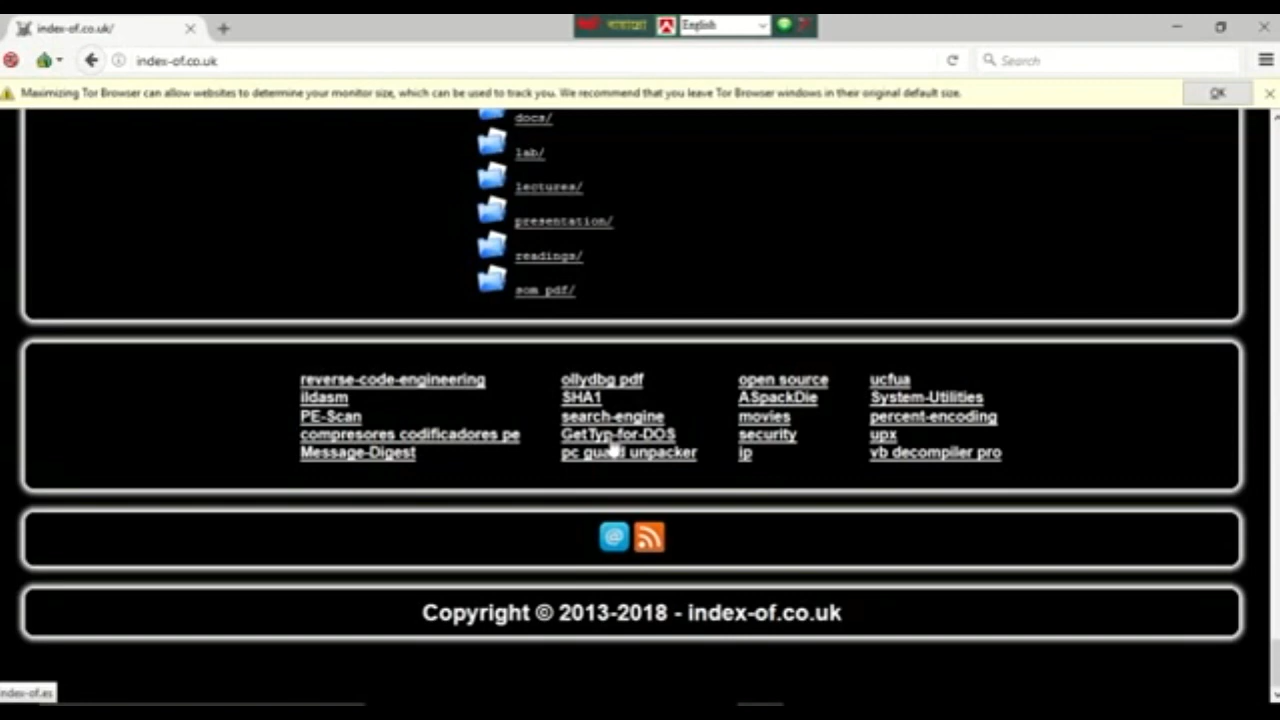 index-of.co.uk/
English
index-of.co.uk
Search
Maximizing Tor Browser can allow websites to determine your monitor size, which can be used to track you. We recommend that you leave Tor Browser windows in their original default size.
OK
docs/
lab/
lectures/
presentation/
readings/
som pdf/
reverse-code-engineering ollydbg pdf open source ucfua
ildasm SHA1 ASpackDie System-Utilities
PE-Scan search-engine movies percent-encoding
compresores codificadores pe GetTyp-for-DOS security upx
Message-Digest pc guard unpacker ip vb decompiler pro
@
Copyright © 2013-2018 - index-of.co.uk
index-of.es